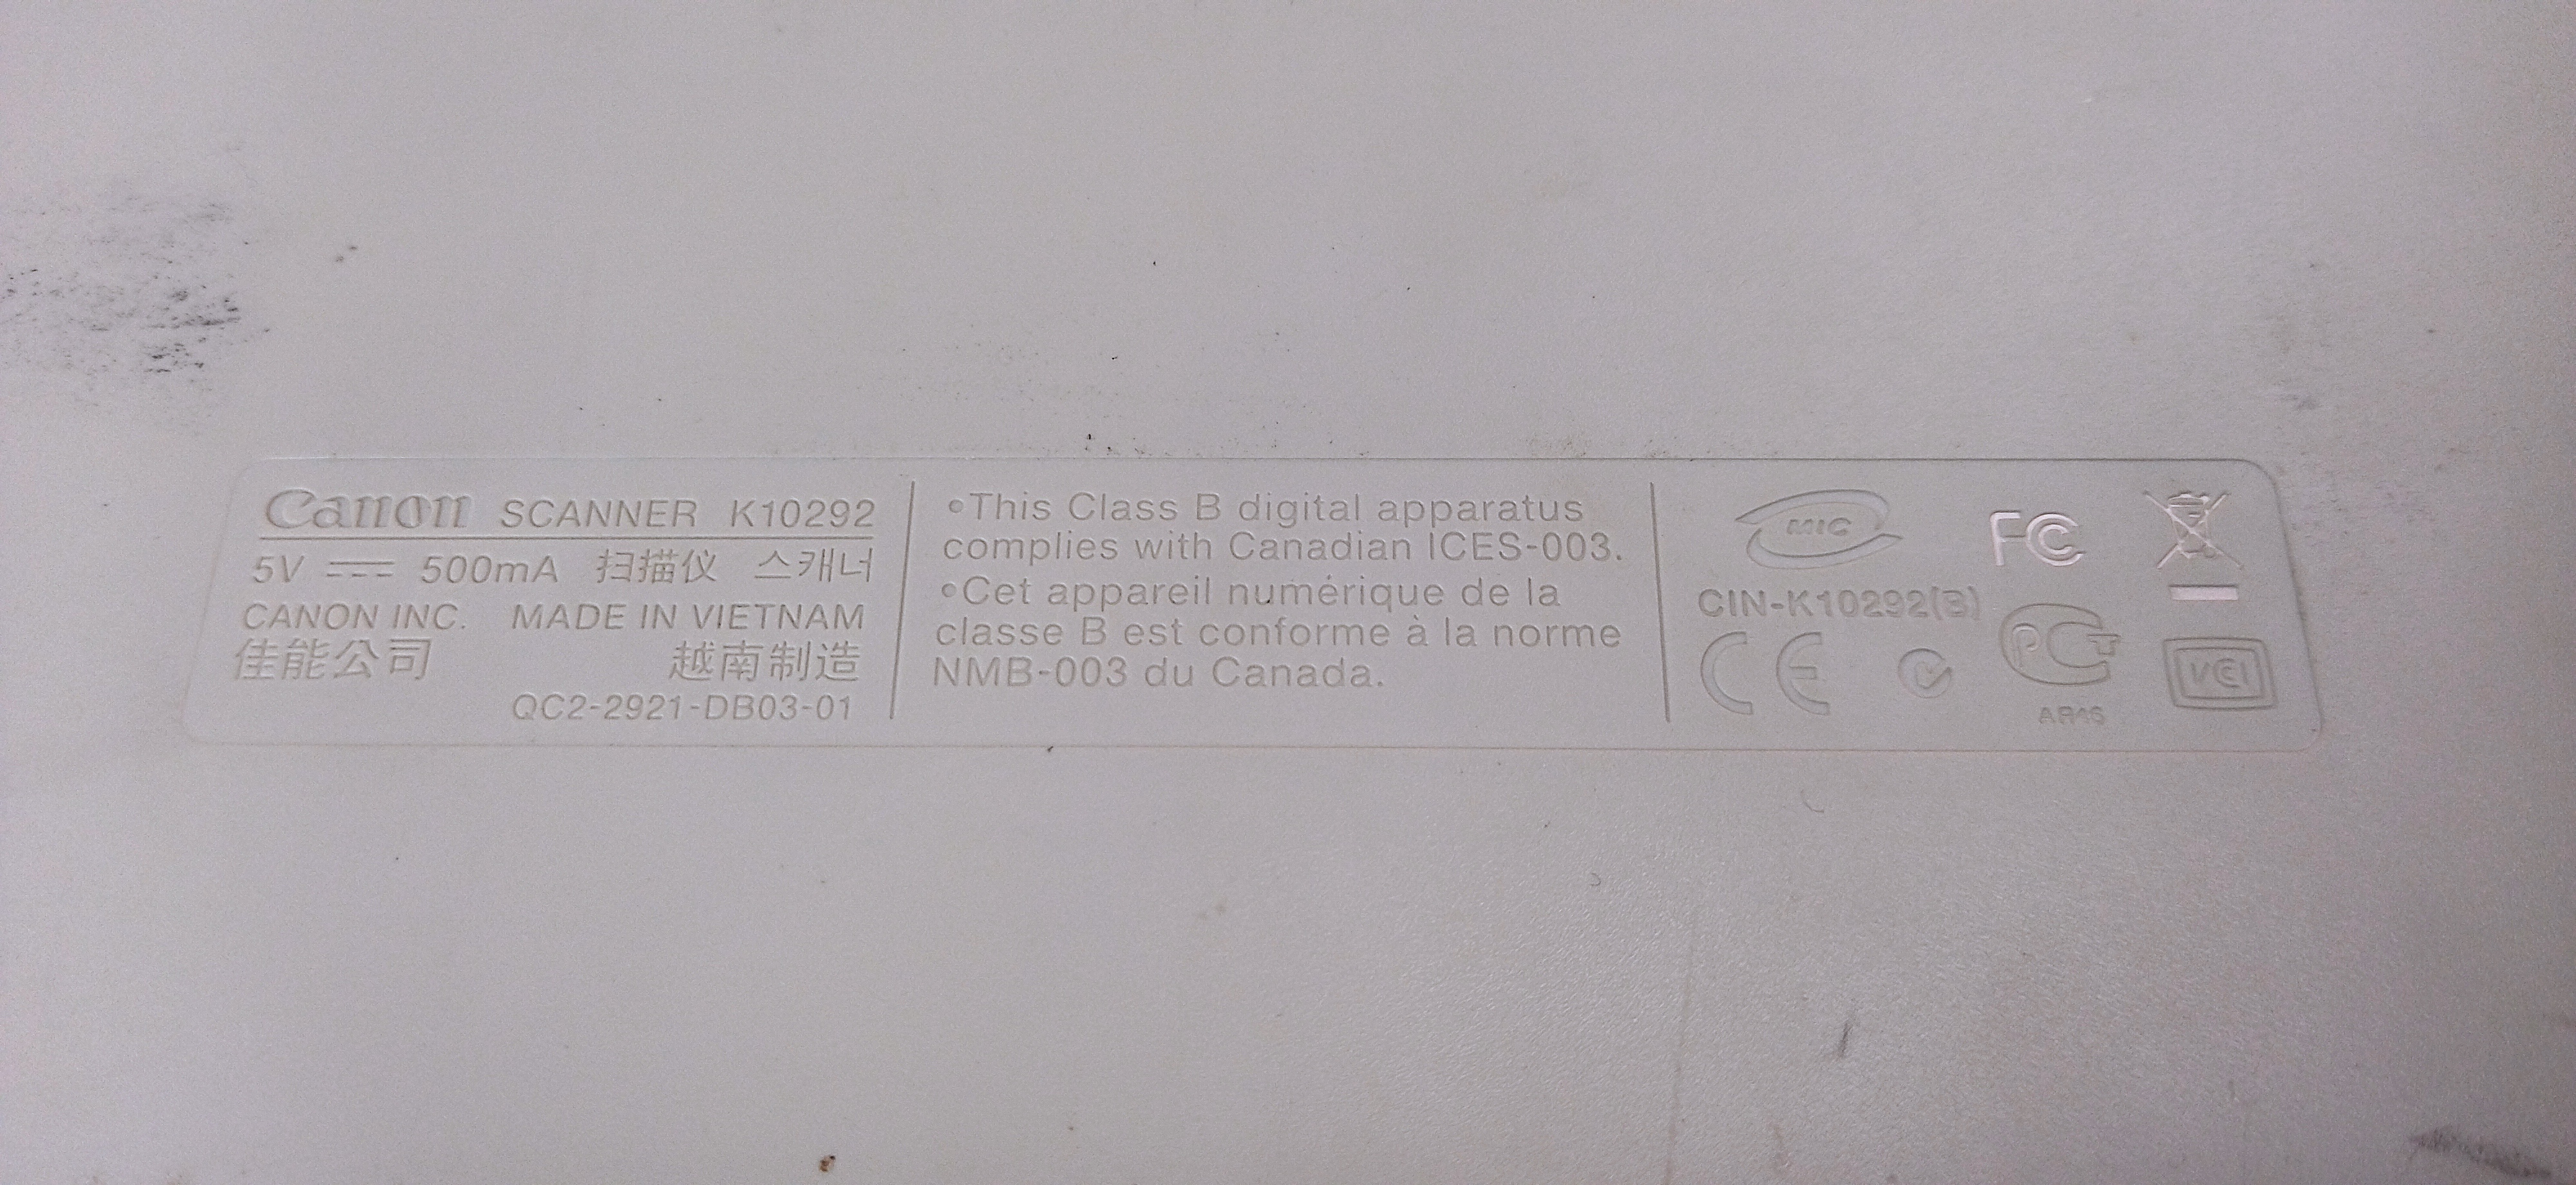 Canon SCANNER K10292
5V ⎓ 500mA 扫描仪 스캐너
CANON INC. MADE IN VIETNAM
佳能公司 越南制造
QC2-2921-DB03-01
•This Class B digital apparatus
complies with Canadian ICES-003.
•Cet appareil numérique de la
classe B est conforme à la norme
NMB-003 du Canada.
MIC
FC
CIN-K10292(B)
CE
VCI